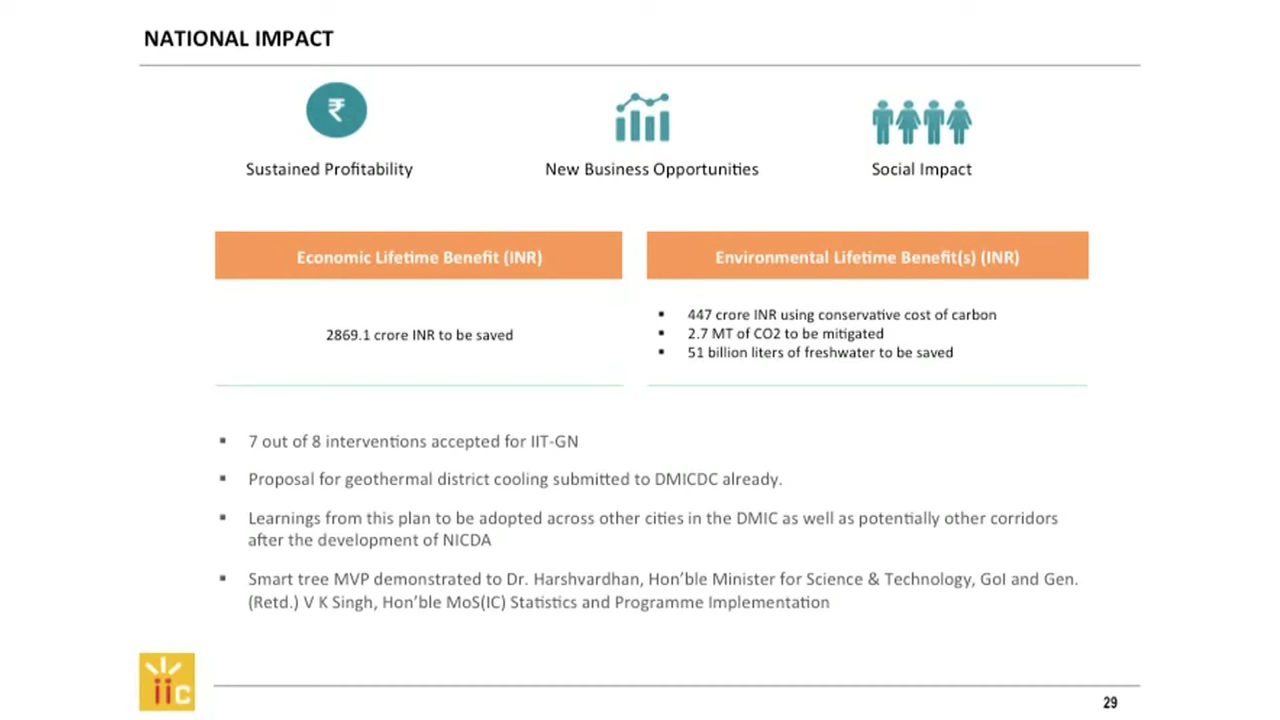 NATIONAL IMPACT
₹
Sustained Profitability
New Business Opportunities
Social Impact
Economic Lifetime Benefit (INR)
Environmental Lifetime Benefit(s) (INR)
2869.1 crore INR to be saved
▪ 447 crore INR using conservative cost of carbon
▪ 2.7 MT of CO2 to be mitigated
▪ 51 billion liters of freshwater to be saved
▪ 7 out of 8 interventions accepted for IIT-GN
▪ Proposal for geothermal district cooling submitted to DMICDC already.
▪ Learnings from this plan to be adopted across other cities in the DMIC as well as potentially other corridors
after the development of NICDA
▪ Smart tree MVP demonstrated to Dr. Harshvardhan, Hon’ble Minister for Science & Technology, GoI and Gen.
(Retd.) V K Singh, Hon’ble MoS(IC) Statistics and Programme Implementation
iic
29